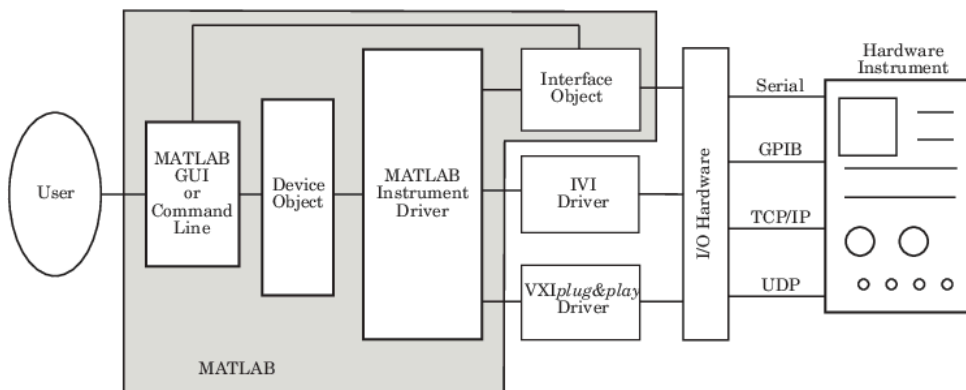 User
MATLAB
GUI
or
Command
Line
Device
Object
MATLAB
Instrument
Driver
Interface
Object
IVI
Driver
VXIplug&play
Driver
I/O Hardware
Serial
GPIB
TCP/IP
UDP
Hardware
Instrument
MATLAB